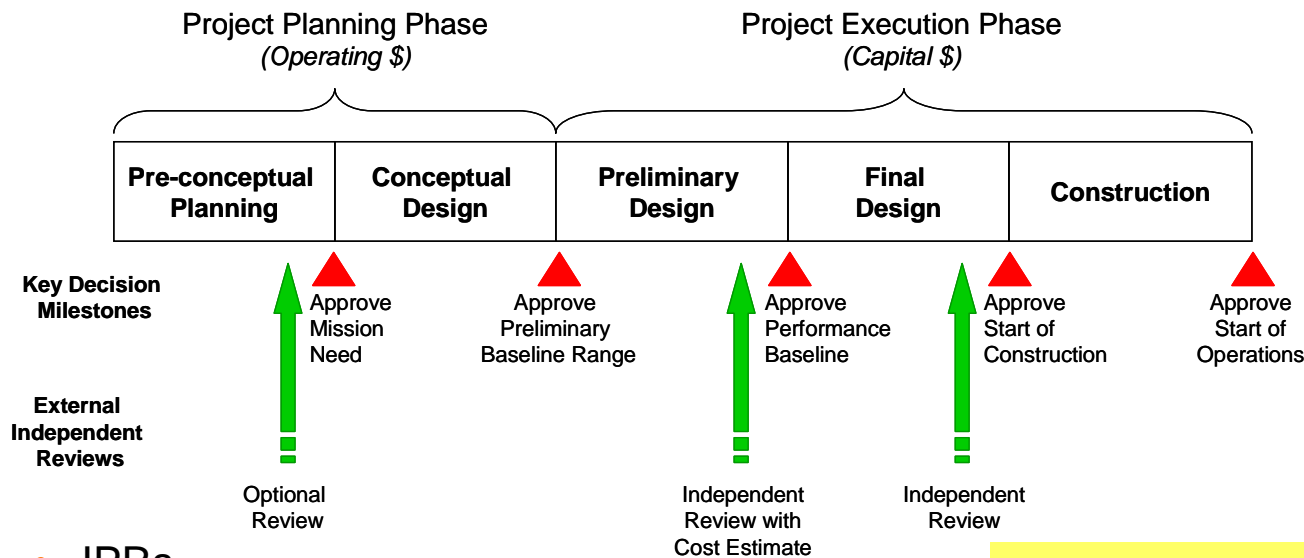 Project Planning Phase
(Operating $)
Project Execution Phase
(Capital $)
Pre-conceptual
Planning
Conceptual
Design
Preliminary
Design
Final
Design
Construction
Key Decision
Milestones
Approve
Mission
Need
Approve
Preliminary
Baseline Range
Approve
Performance
Baseline
Approve
Start of
Construction
Approve
Start of
Operations
External
Independent
Reviews
Optional
Review
Independent
Review with
Cost Estimate
Independent
Review